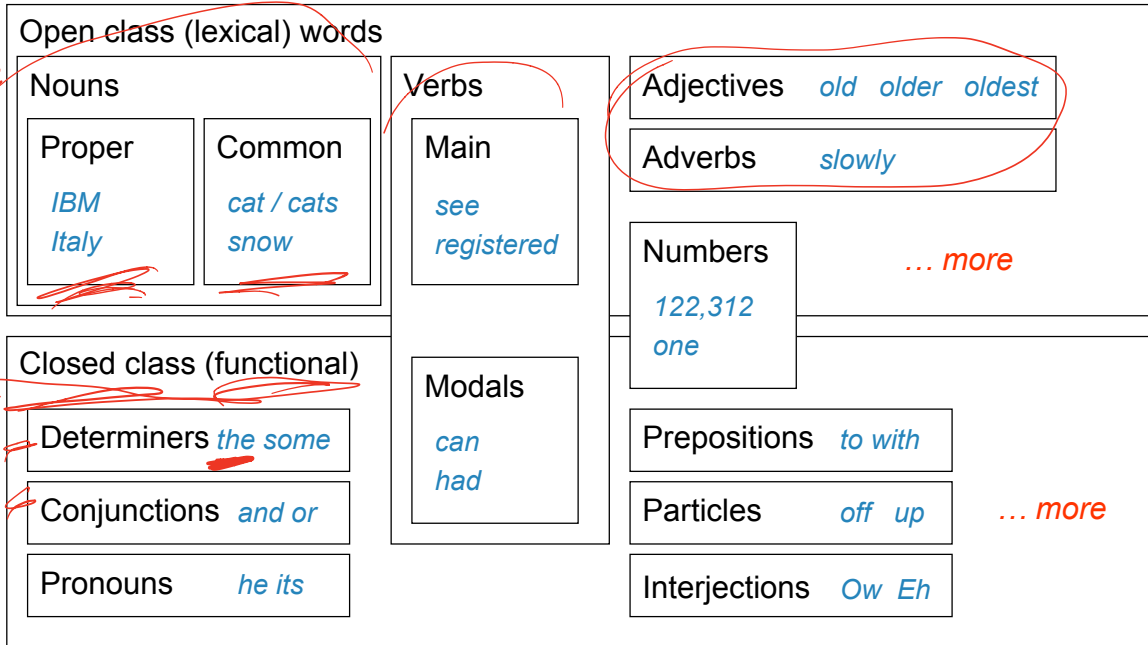 Open class (lexical) words
Nouns
Proper
IBM
Italy
Common
cat / cats
snow
Verbs
Main
see
registered
Adjectives old older oldest
Adverbs slowly
Numbers
122,312
one
… more
Closed class (functional)
Determiners the some
Conjunctions and or
Pronouns he its
Modals
can
had
Prepositions to with
Particles off up
Interjections Ow Eh
… more